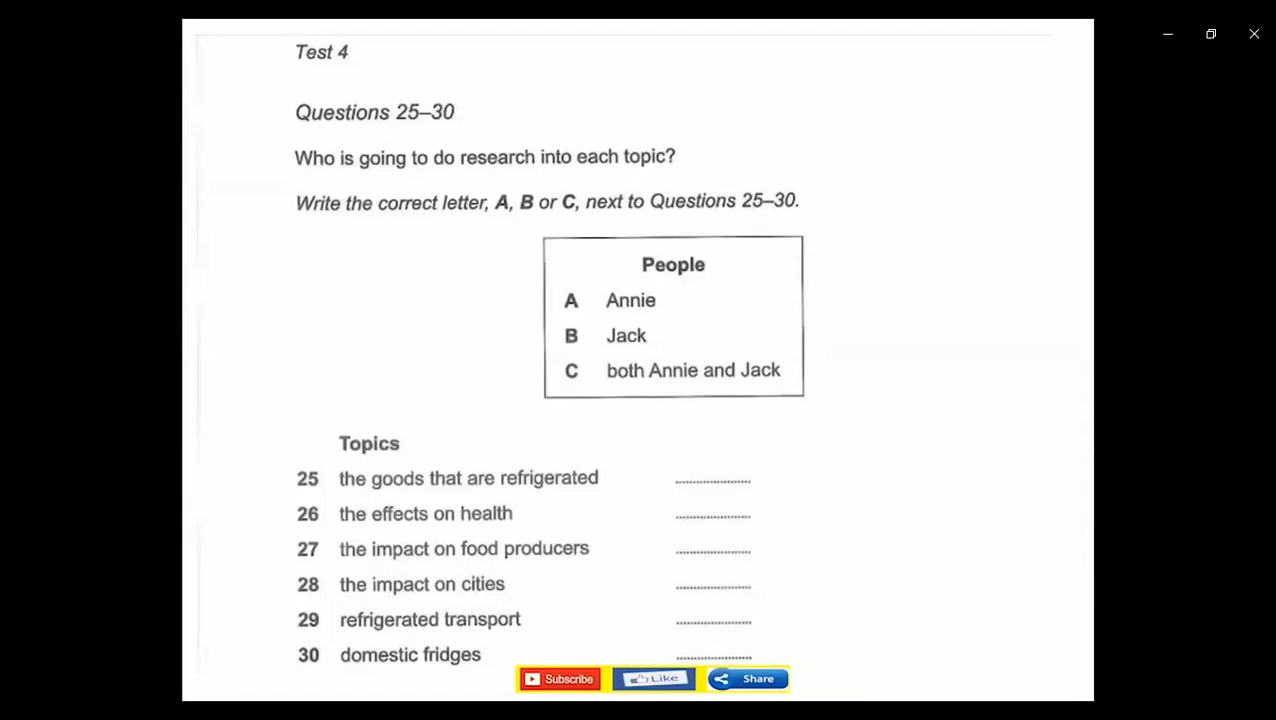 Test 4
Questions 25–30
Who is going to do research into each topic?
Write the correct letter, A, B or C, next to Questions 25–30.
People
A Annie
B Jack
C both Annie and Jack
Topics
25 the goods that are refrigerated ........................
26 the effects on health ........................
27 the impact on food producers ........................
28 the impact on cities ........................
29 refrigerated transport ........................
30 domestic fridges ........................
Subscribe Like Share